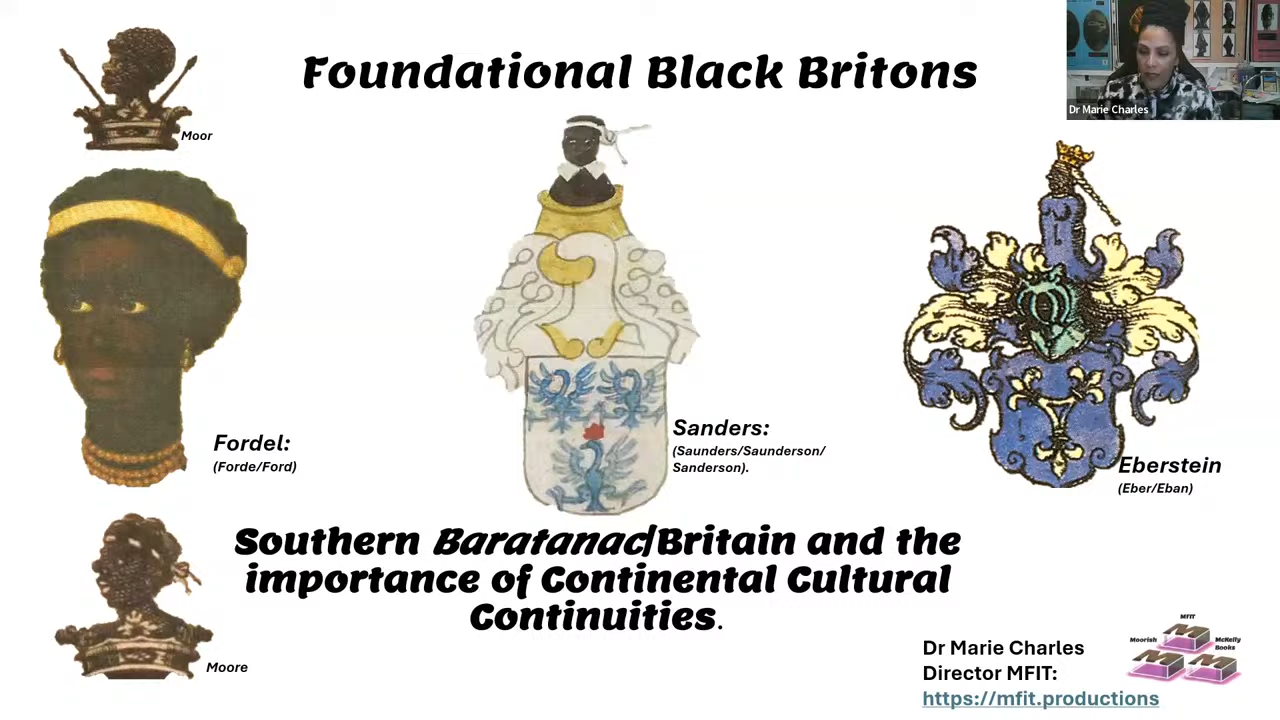 Foundational Black Britons
Dr Marie Charles
Moor
Fordel:
(Forde/Ford)
Sanders:
(Saunders/Saunderson/
Sanderson).
Eberstein
(Eber/Eban)
Southern Baratanac/Britain and the
importance of Continental Cultural
Continuities.
Moore
Dr Marie Charles
Director MFIT:
https://mfit.productions
MFIT
Moorish
McKelly
Books